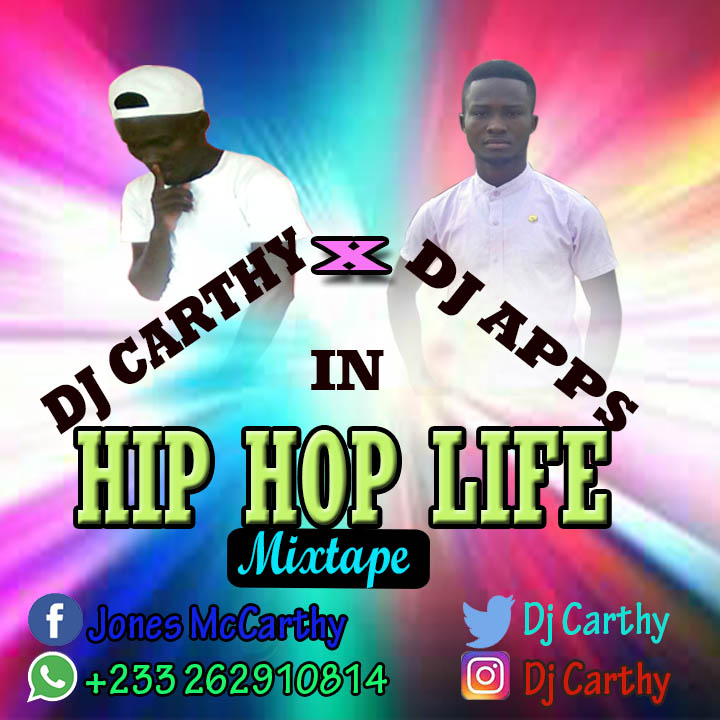 DJ CARTHY X DJ APPS
IN
HIP HOP LIFE
Mixtape
Jones McCarthy
+233 262910814
Dj Carthy
Dj Carthy